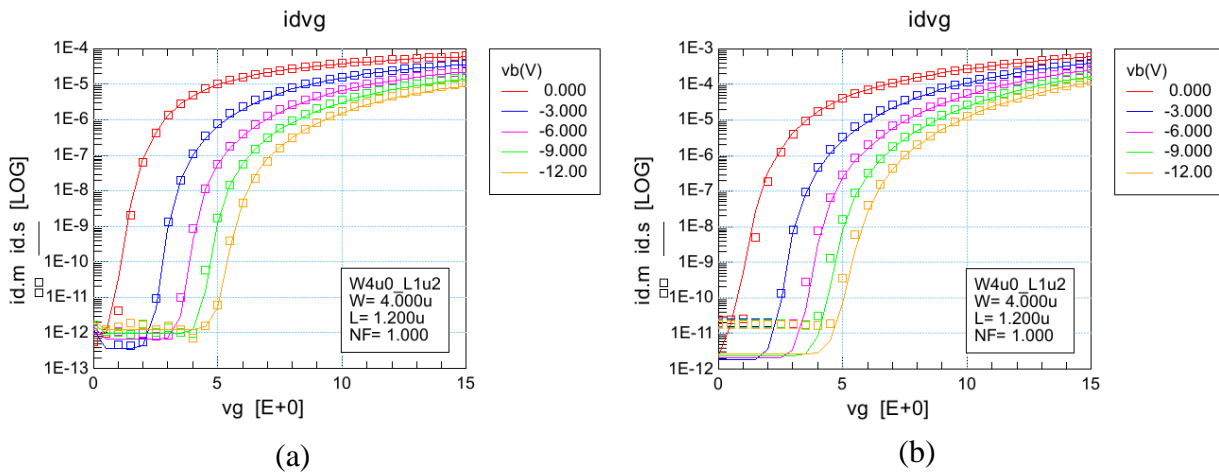 idvg
1E-4
1E-5
1E-6
1E-7
1E-8
1E-9
1E-10
1E-11
1E-12
1E-13
id.m id.s [LOG]
0 5 10 15
vg [E+0]
W4u0_L1u2
W= 4.000u
L= 1.200u
NF= 1.000
vb(V)
0.000
-3.000
-6.000
-9.000
-12.00
(a)
idvg
1E-3
1E-4
1E-5
1E-6
1E-7
1E-8
1E-9
1E-10
1E-11
1E-12
id.m id.s [LOG]
0 5 10 15
vg [E+0]
W4u0_L1u2
W= 4.000u
L= 1.200u
NF= 1.000
vb(V)
0.000
-3.000
-6.000
-9.000
-12.00
(b)